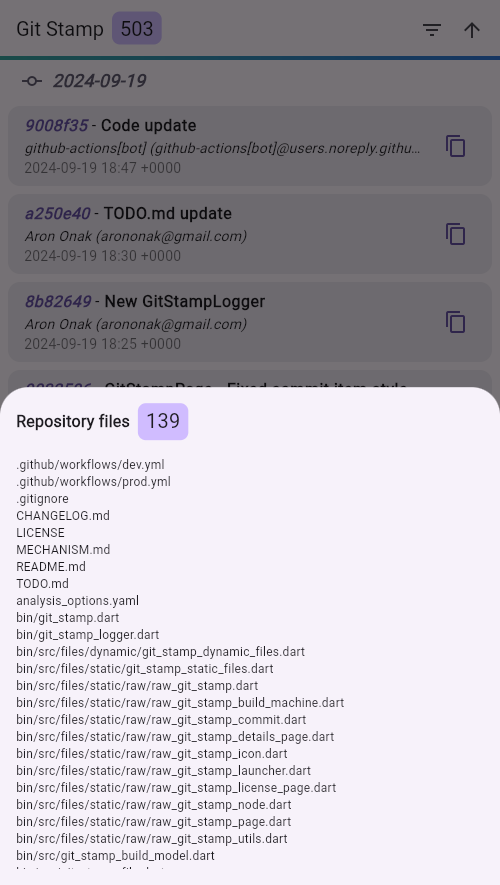 Git Stamp 503
2024-09-19
9008f35 - Code update
github-actions[bot] (github-actions[bot]@users.noreply.githu...
2024-09-19 18:47 +0000
a250e40 - TODO.md update
Aron Onak (arononak@gmail.com)
2024-09-19 18:30 +0000
8b82649 - New GitStampLogger
Aron Onak (arononak@gmail.com)
2024-09-19 18:25 +0000
Repository files 139
.github/workflows/dev.yml
.github/workflows/prod.yml
.gitignore
CHANGELOG.md
LICENSE
MECHANISM.md
README.md
TODO.md
analysis_options.yaml
bin/git_stamp.dart
bin/git_stamp_logger.dart
bin/src/files/dynamic/git_stamp_dynamic_files.dart
bin/src/files/static/git_stamp_static_files.dart
bin/src/files/static/raw/raw_git_stamp.dart
bin/src/files/static/raw/raw_git_stamp_build_machine.dart
bin/src/files/static/raw/raw_git_stamp_commit.dart
bin/src/files/static/raw/raw_git_stamp_details_page.dart
bin/src/files/static/raw/raw_git_stamp_icon.dart
bin/src/files/static/raw/raw_git_stamp_launcher.dart
bin/src/files/static/raw/raw_git_stamp_license_page.dart
bin/src/files/static/raw/raw_git_stamp_node.dart
bin/src/files/static/raw/raw_git_stamp_page.dart
bin/src/files/static/raw/raw_git_stamp_utils.dart
bin/src/git_stamp_build_model.dart